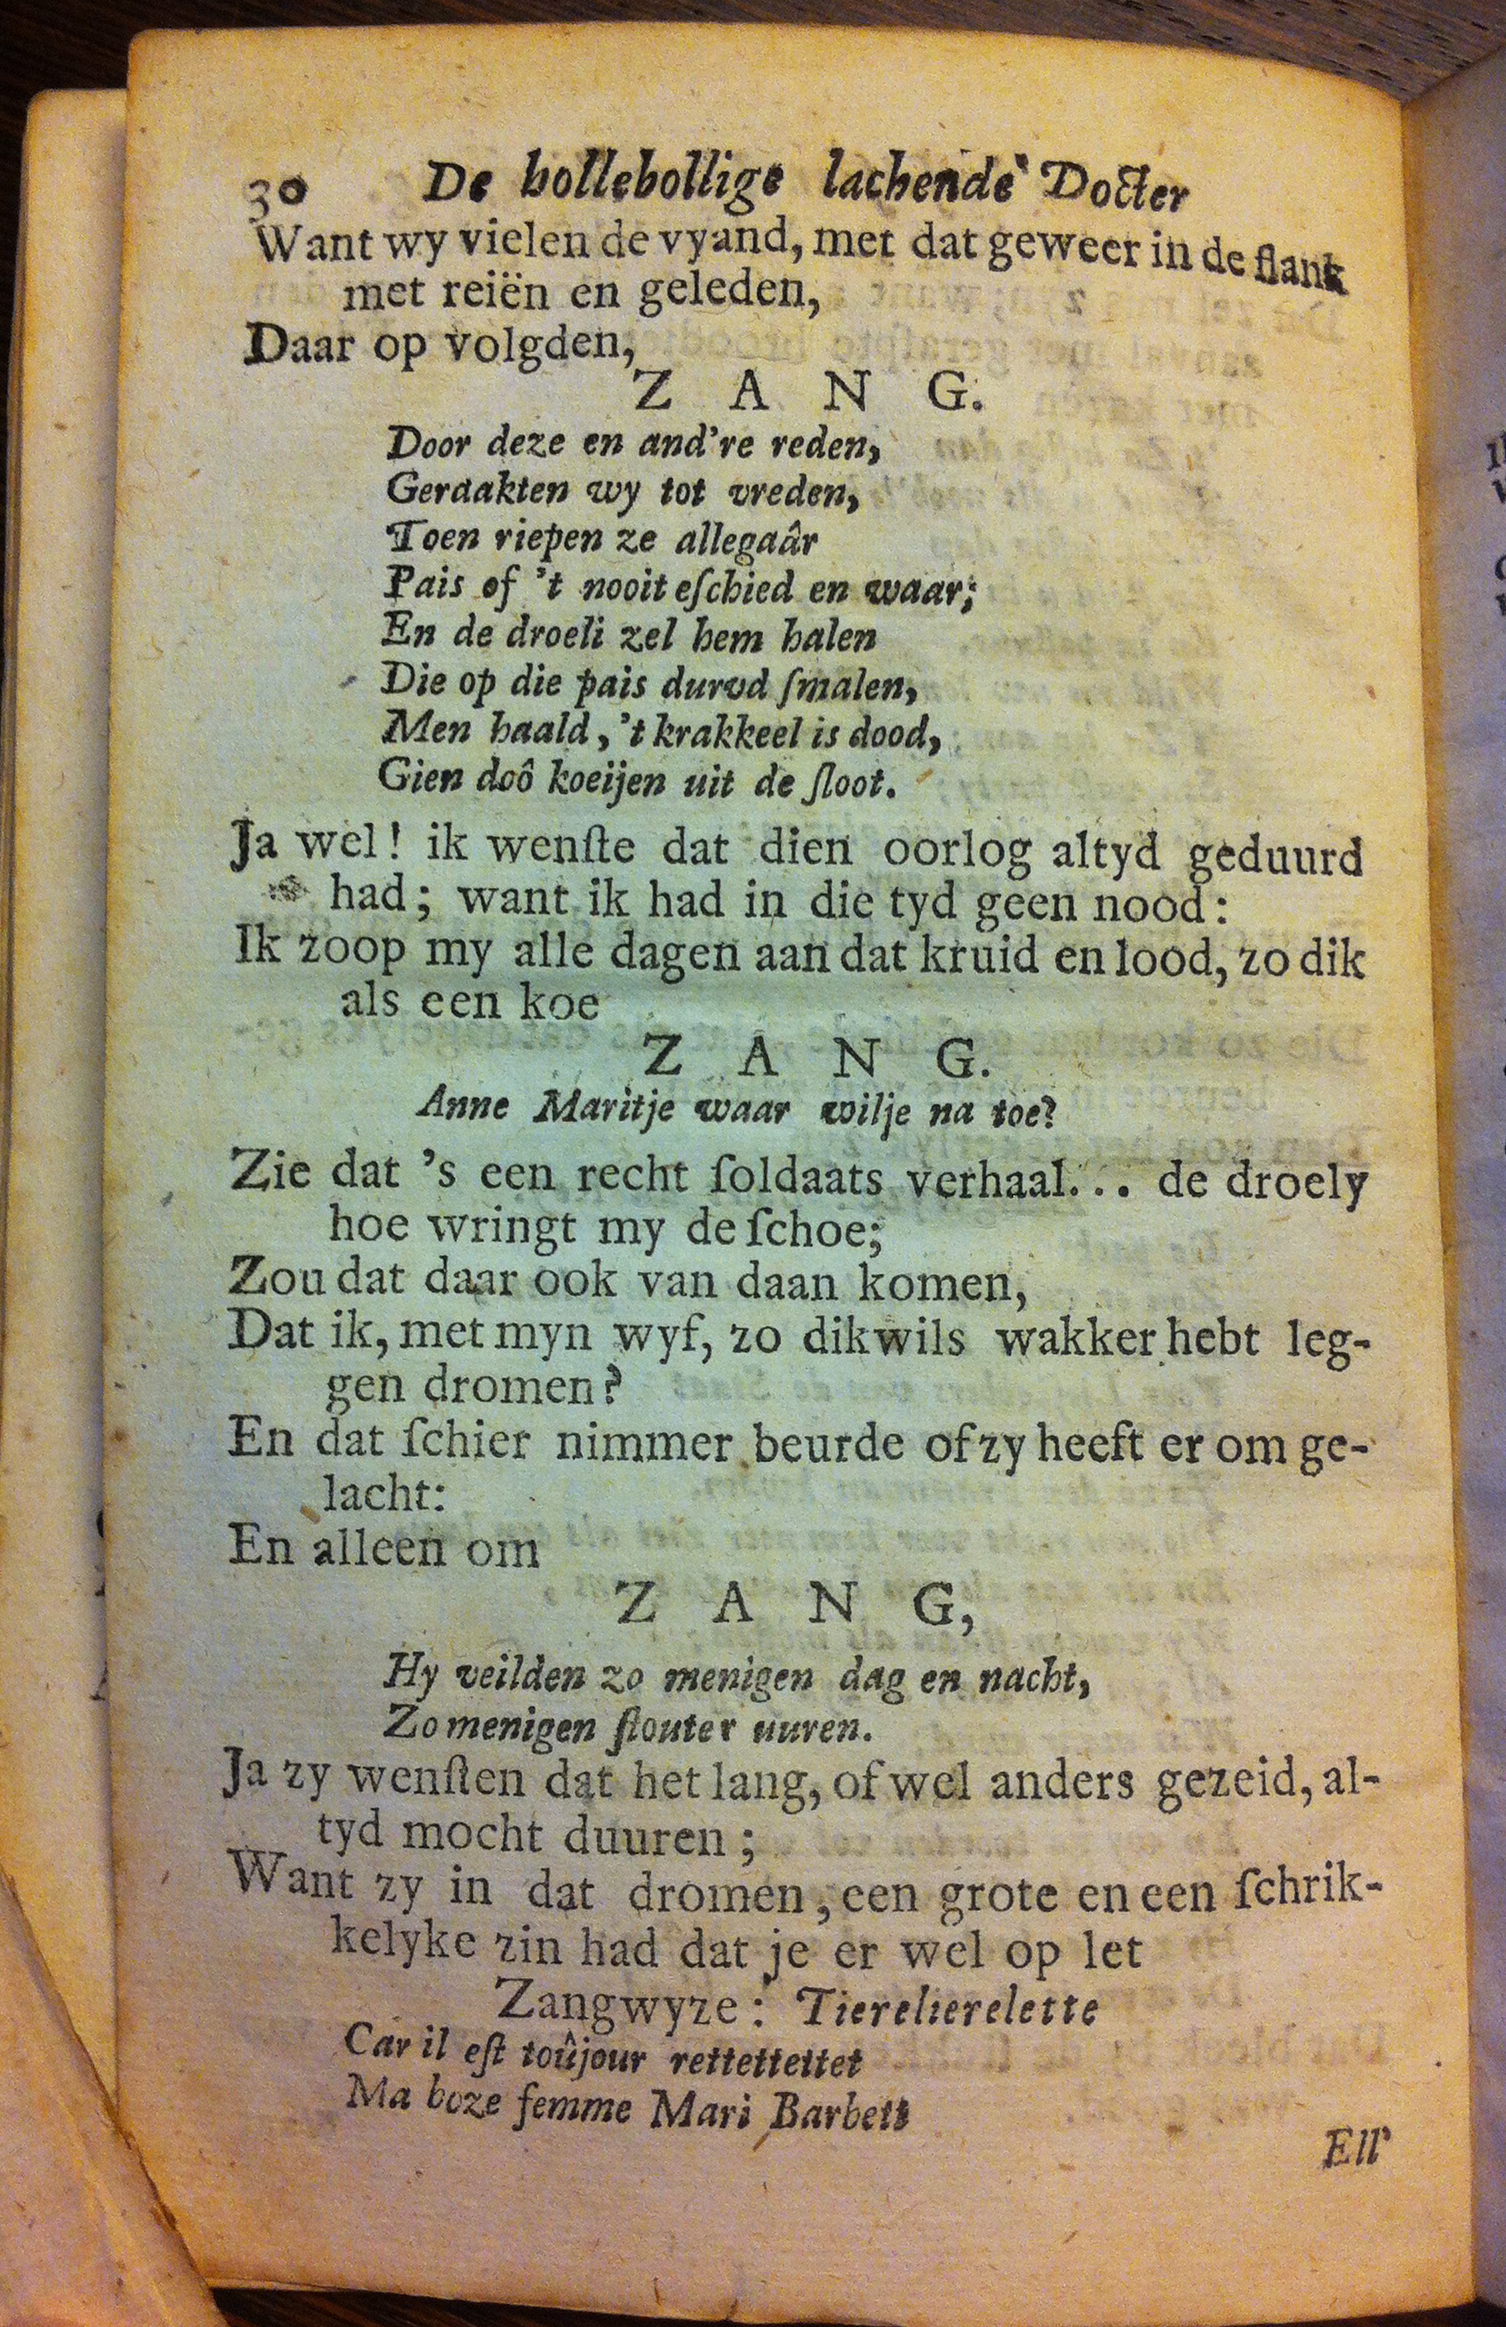 30 De bollebollige lachende Docter
Want wy vielen de vyand, met dat geweer in de flank
met reiën en geleden,
Daar op volgden,
Z A N G.
Door deze en and're reden,
Geraakten wy tot vreden,
Toen riepen ze allegaâr
Pais of 't nooit eſchied en waar;
En de droeli zel hem halen
Die op die pais durvd ſmalen,
Men haald, 't krakkeel is dood,
Gien doô koeijen uit de ſloot.
Ja wel! ik wenſte dat dien oorlog altyd geduurd
had; want ik had in die tyd geen nood:
Ik zoop my alle dagen aan dat kruid en lood, zo dik
als een koe
Z A N G.
Anne Maritje waar wilje na toe?
Zie dat 's een recht ſoldaats verhaal... de droely
hoe wringt my de ſchoe;
Zou dat daar ook van daan komen,
Dat ik, met myn wyf, zo dikwils wakker hebt leg-
gen dromen?
En dat ſchier nimmer beurde of zy heeft er om ge-
lacht:
En alleen om
Z A N G,
Hy veilden zo menigen dag en nacht,
Zo menigen ſtouter uuren.
Ja zy wenſten dat het lang, of wel anders gezeid, al-
tyd mocht duuren;
Want zy in dat dromen, een grote en een ſchrik-
kelyke zin had dat je er wel op let
Zangwyze: Tierelierelette
Car il eſt toûjour rettettettet
Ma boze femme Mari Barbett
Ell'